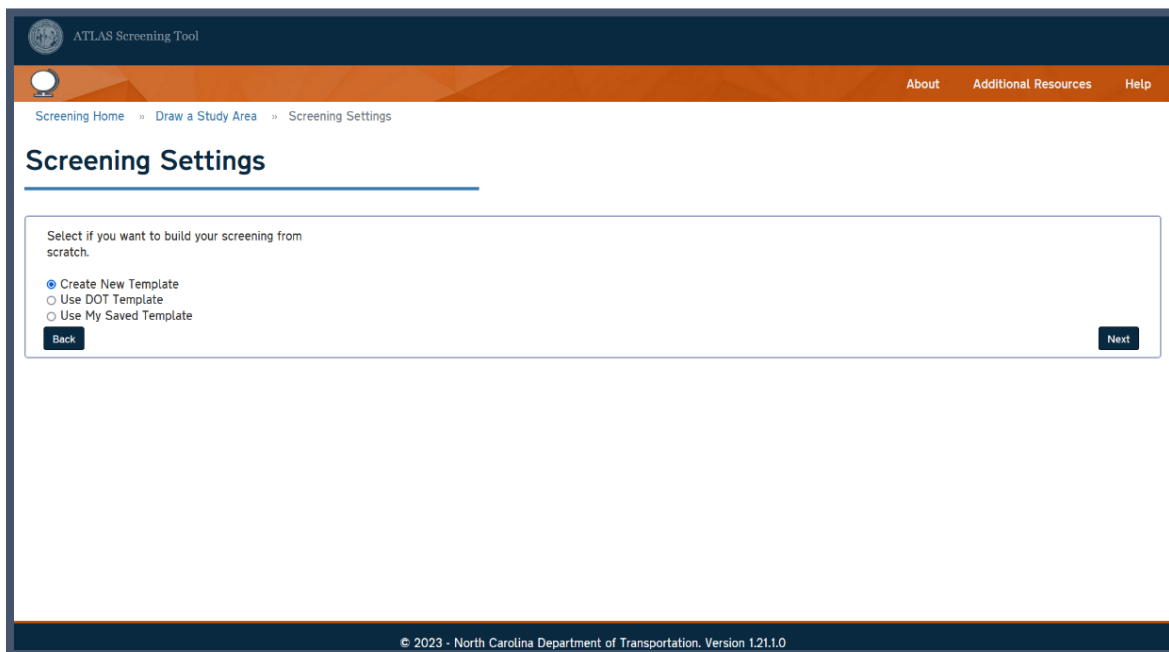 ATLAS Screening Tool
About Additional Resources Help
Screening Home » Draw a Study Area » Screening Settings
Screening Settings
Select if you want to build your screening from
scratch.
Create New Template
Use DOT Template
Use My Saved Template
Back Next
© 2023 - North Carolina Department of Transportation. Version 1.21.1.0